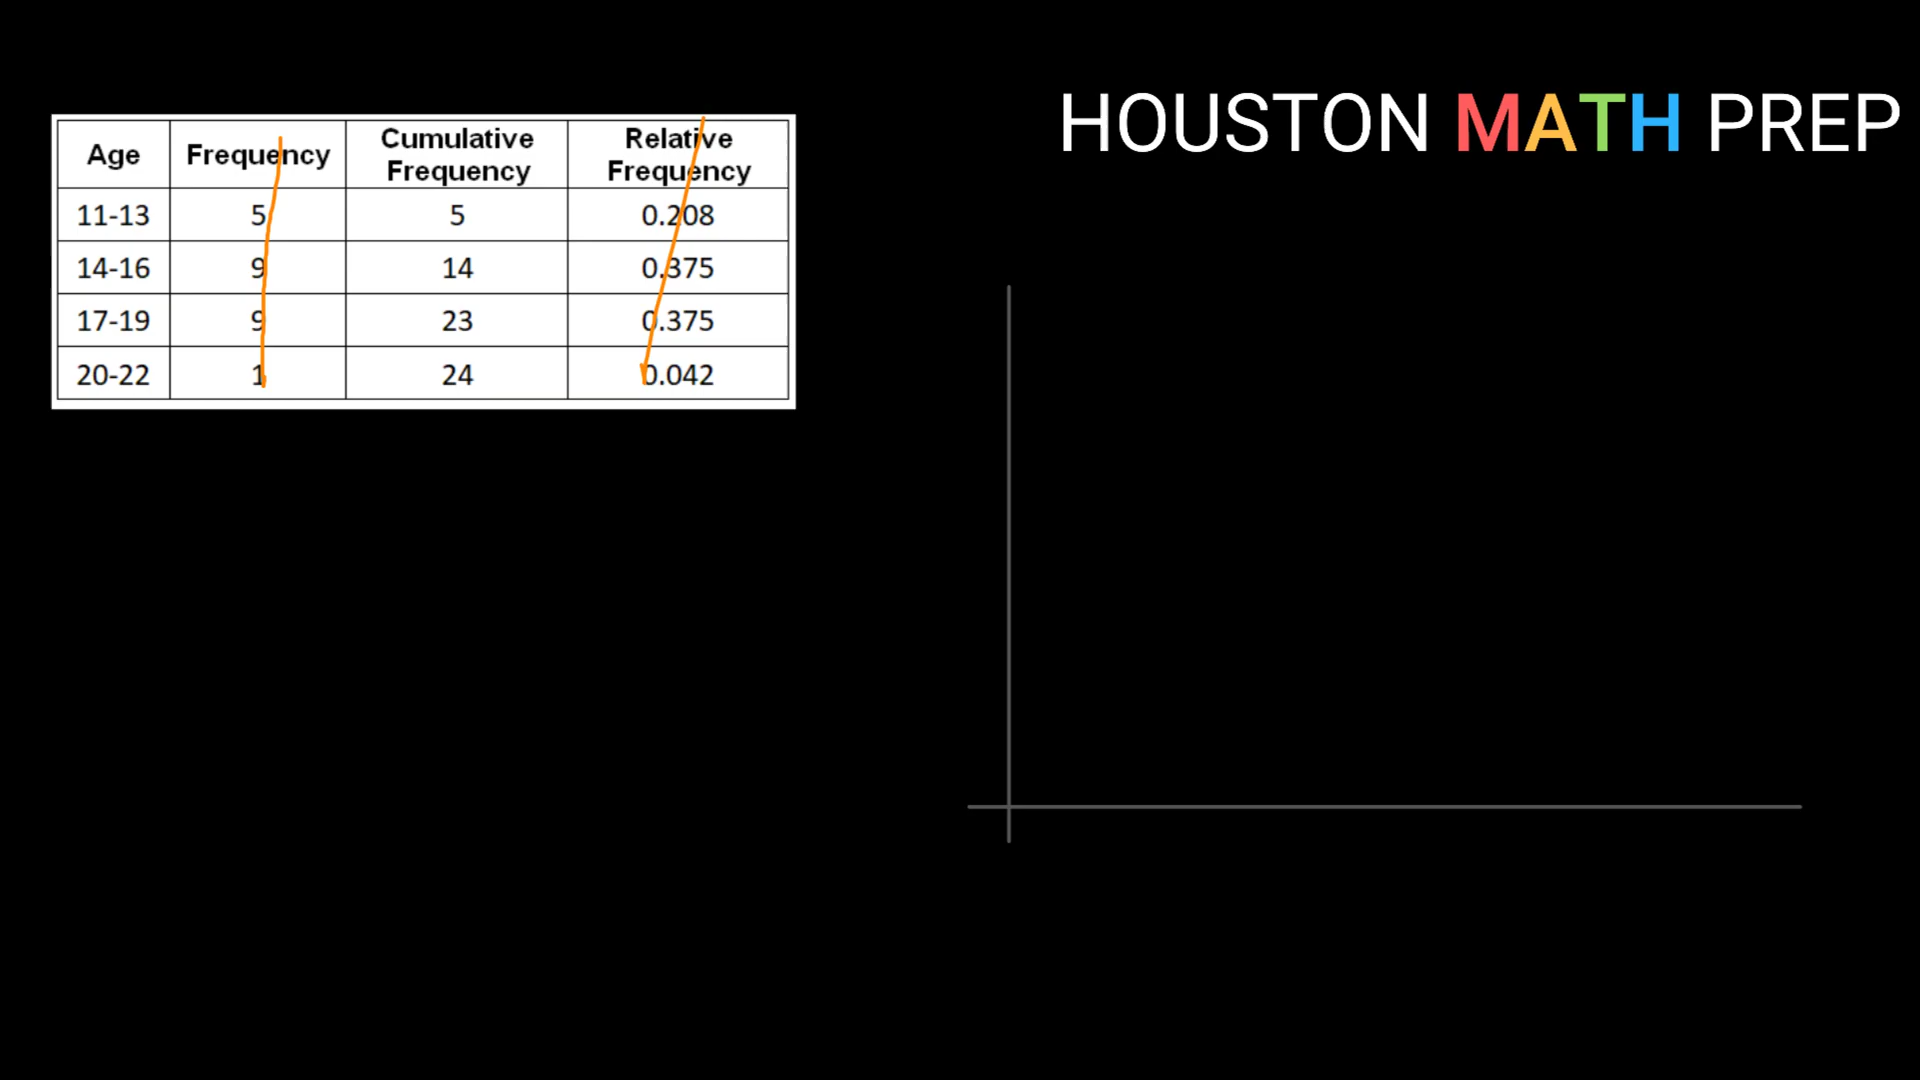 HOUSTON MATH PREP
Age Frequency Cumulative Frequency Relative Frequency
11-13 5 5 0.208
14-16 9 14 0.375
17-19 9 23 0.375
20-22 1 24 0.042